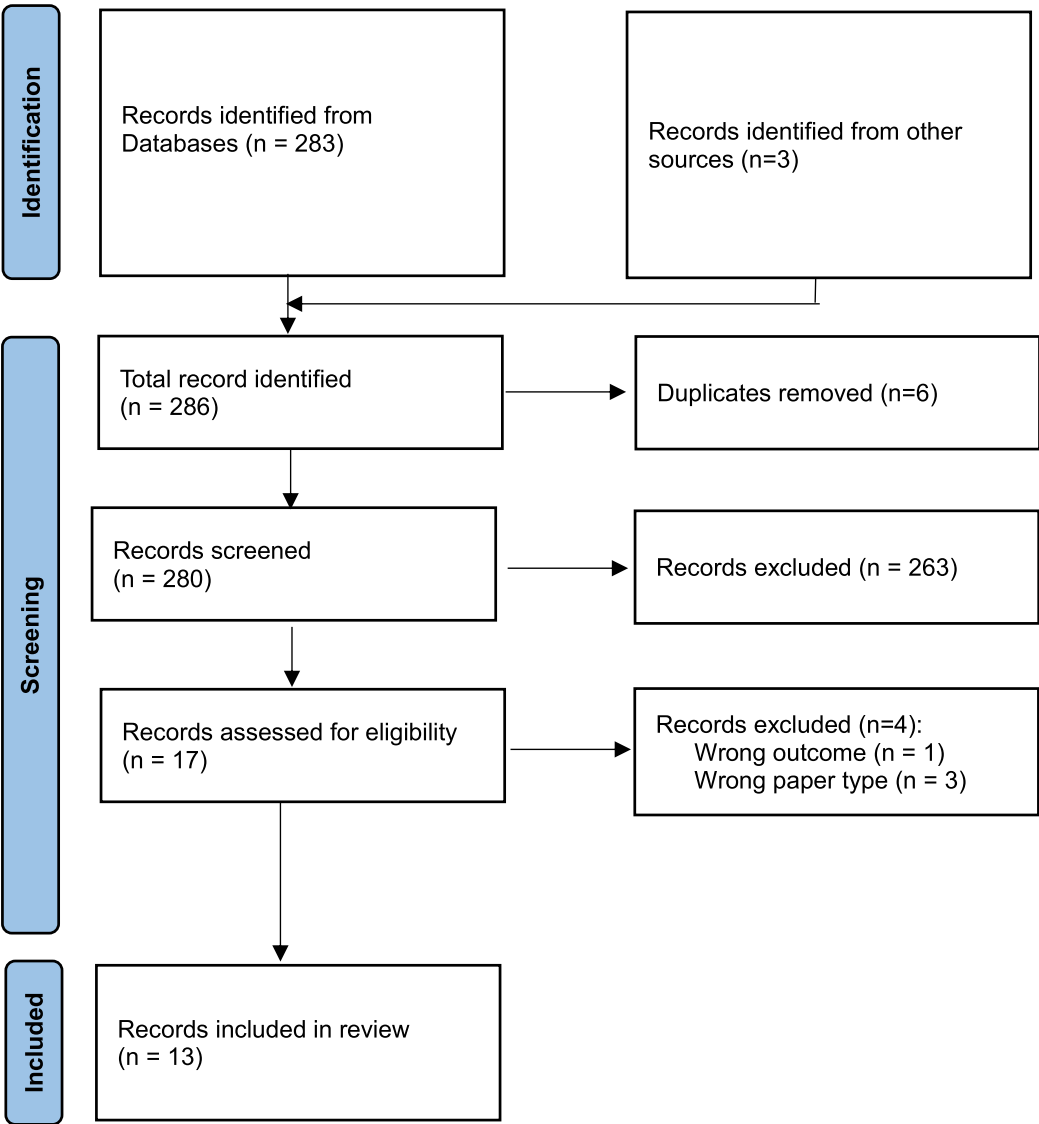 Identification
Records identified from
Databases (n = 283)
Records identified from other
sources (n=3)
Screening
Total record identified
(n = 286)
Duplicates removed (n=6)
Records screened
(n = 280)
Records excluded (n = 263)
Records assessed for eligibility
(n = 17)
Records excluded (n=4):
Wrong outcome (n = 1)
Wrong paper type (n = 3)
Included
Records included in review
(n = 13)